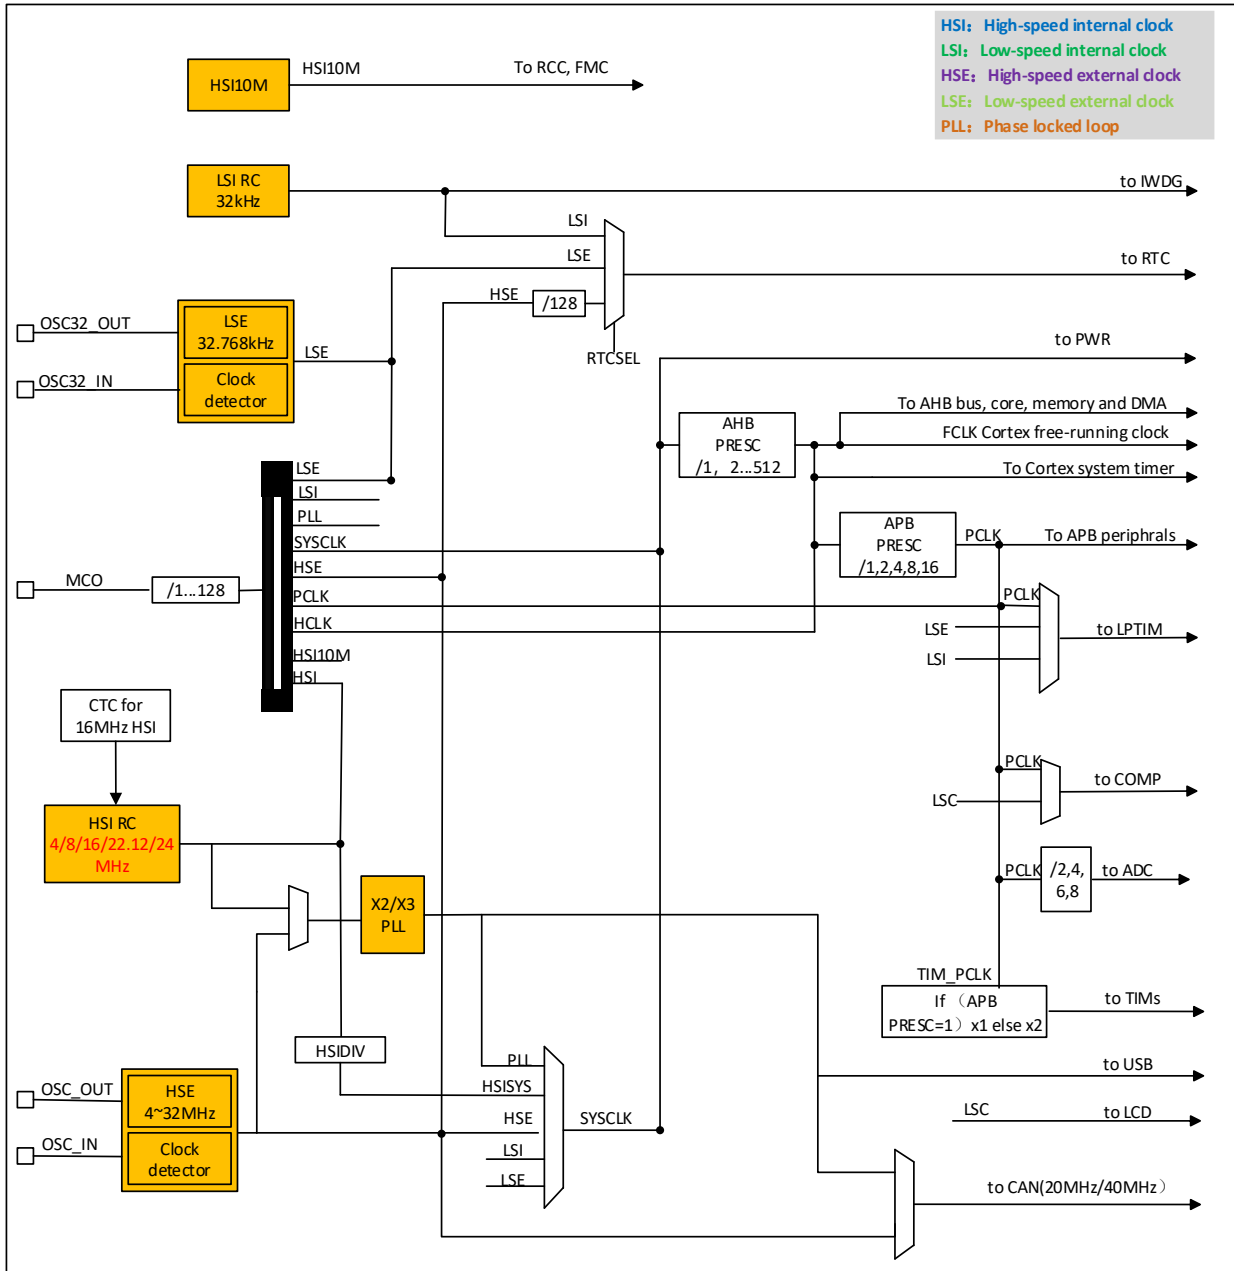 HSI：High-speed internal clock
LSI：Low-speed internal clock
HSE：High-speed external clock
LSE：Low-speed external clock
PLL：Phase locked loop
HSI10M
HSI10M
To RCC, FMC
LSI RC
32kHz
to IWDG
LSI
LSE
to RTC
HSE
/128
RTCSEL
OSC32_OUT
LSE
32.768kHz
LSE
OSC32_IN
Clock
detector
to PWR
AHB
PRESC
/1，2...512
To AHB bus, core, memory and DMA
FCLK Cortex free-running clock
To Cortex system timer
LSE
LSI
PLL
SYSCLK
HSE
PCLK
HCLK
HSI10M
HSI
MCO
/1...128
APB
PRESC
/1,2,4,8,16
PCLK
To APB periphrals
PCLK
LSE
LSI
to LPTIM
CTC for
16MHz HSI
PCLK
LSC
to COMP
HSI RC
4/8/16/22.12/24
MHz
PCLK
/2,4,
6,8
to ADC
X2/X3
PLL
TIM_PCLK
If （APB
PRESC=1）x1 else x2
to TIMs
HSIDIV
PLL
HSISYS
HSE
LSI
LSE
SYSCLK
to USB
LSC
to LCD
OSC_OUT
HSE
4~32MHz
OSC_IN
Clock
detector
to CAN(20MHz/40MHz）